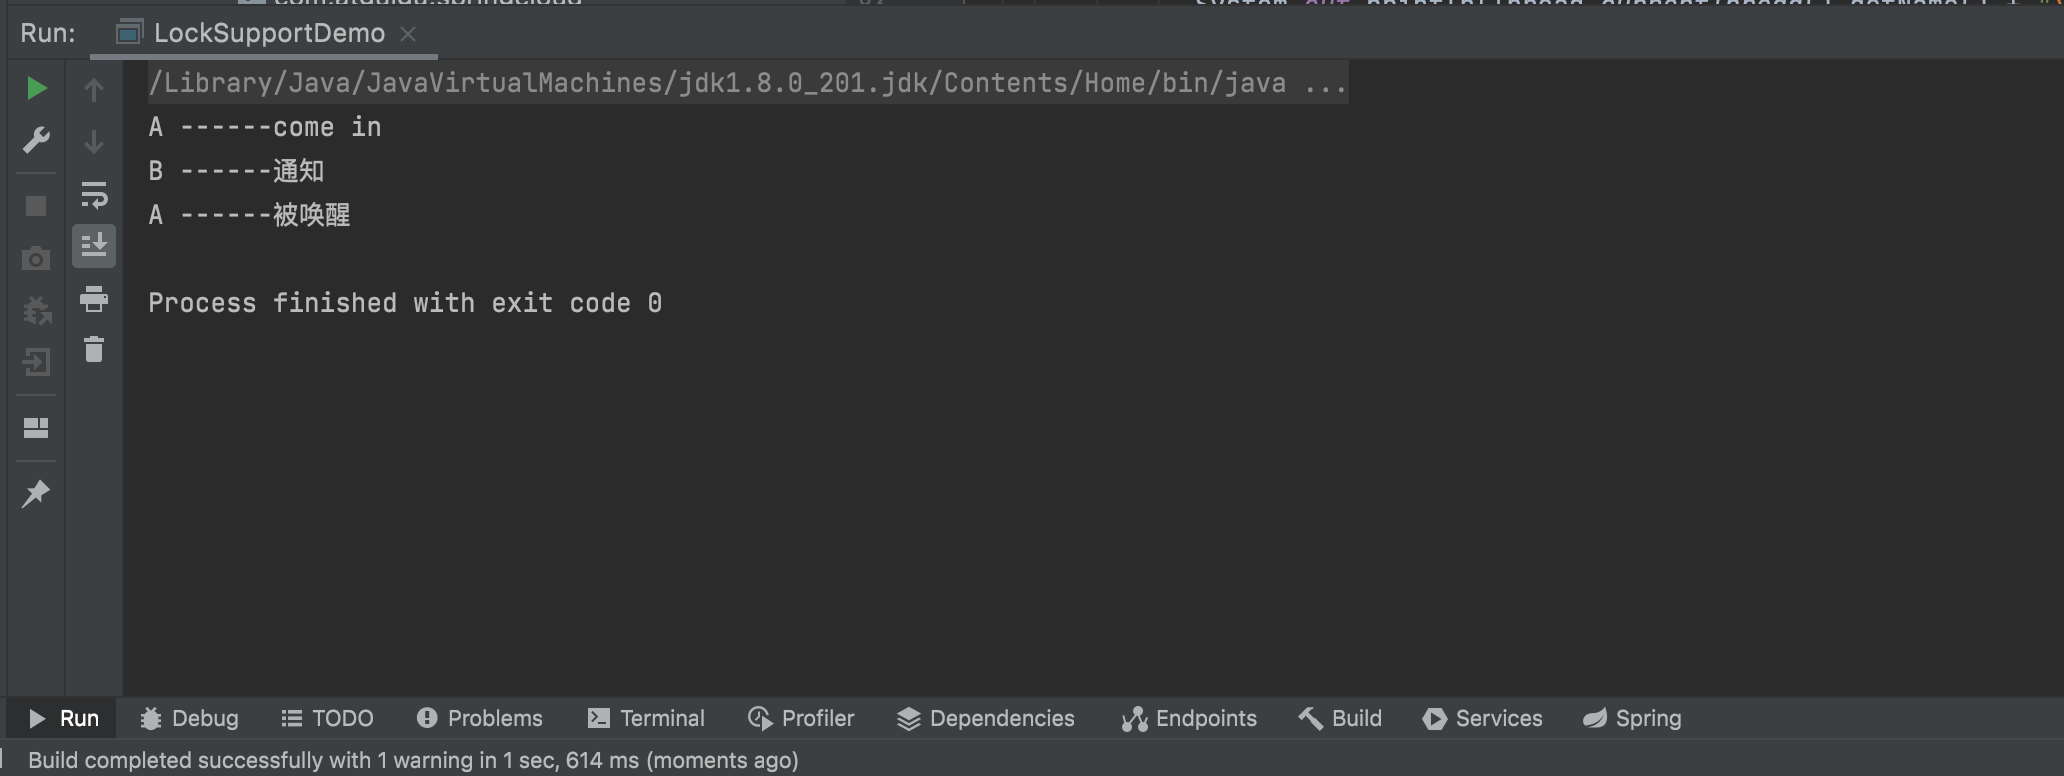 Run: LockSupportDemo
/Library/Java/JavaVirtualMachines/jdk1.8.0_201.jdk/Contents/Home/bin/java ...
A ------come in
B ------通知
A ------被唤醒
Process finished with exit code 0
Run Debug TODO Problems Terminal Profiler Dependencies Endpoints Build Services Spring
Build completed successfully with 1 warning in 1 sec, 614 ms (moments ago)